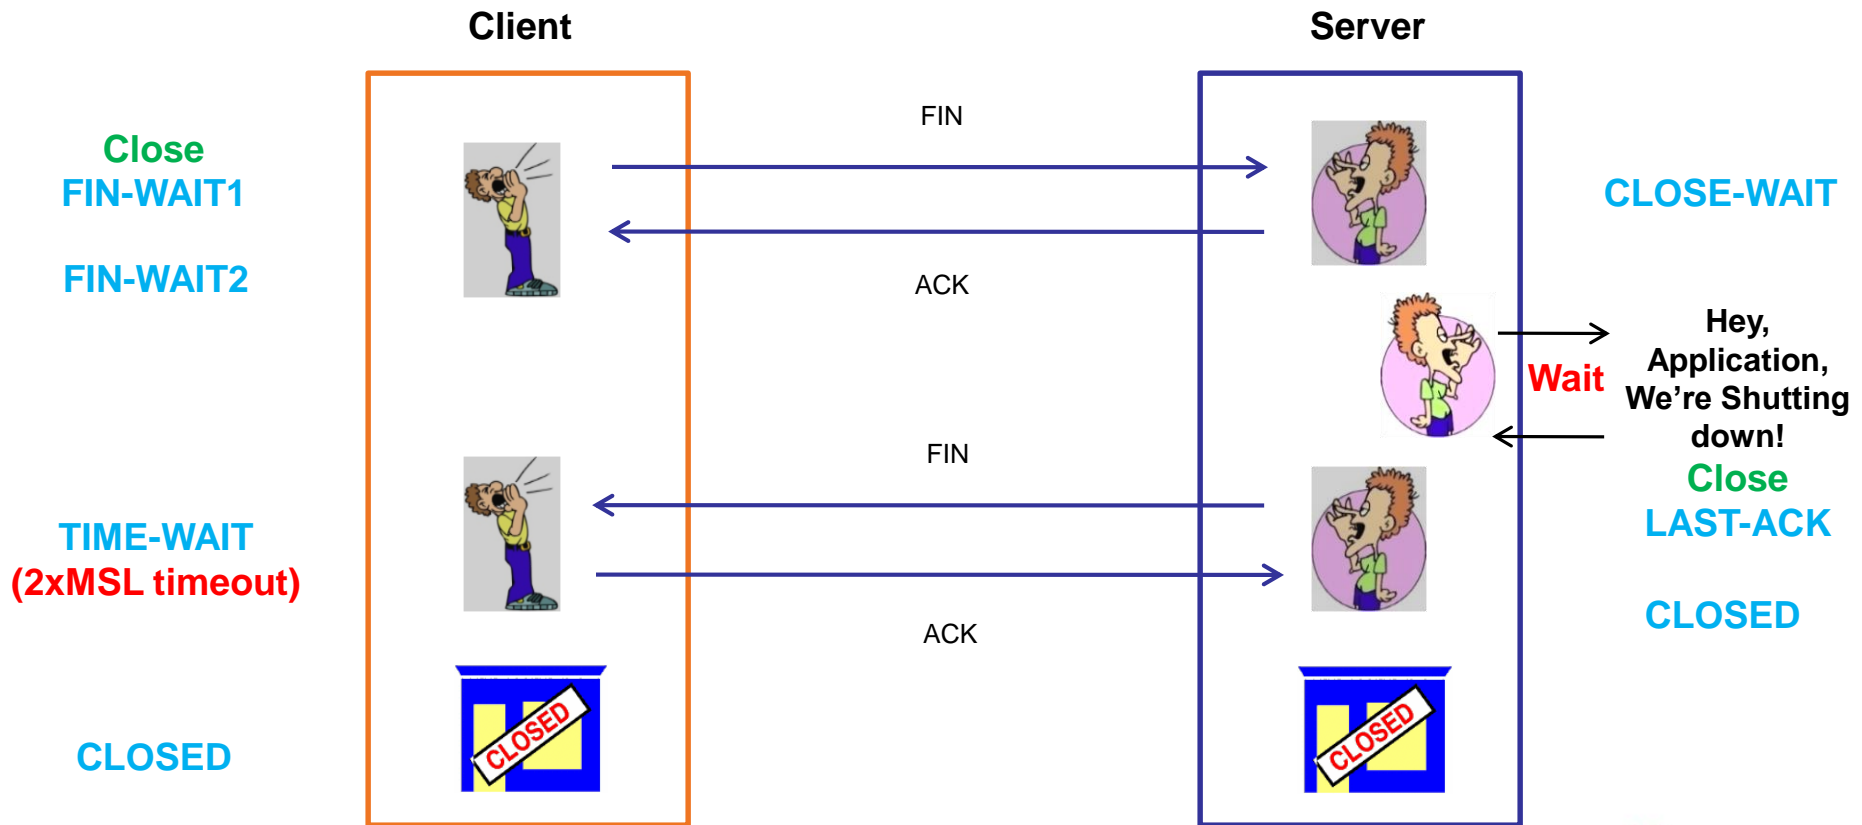 Client
Server
FIN
Close
FIN-WAIT1
CLOSE-WAIT
FIN-WAIT2
ACK
Hey,
Application,
We’re Shutting
down!
Wait
FIN
Close
LAST-ACK
TIME-WAIT
(2xMSL timeout)
ACK
CLOSED
CLOSED
CLOSED
CLOSED